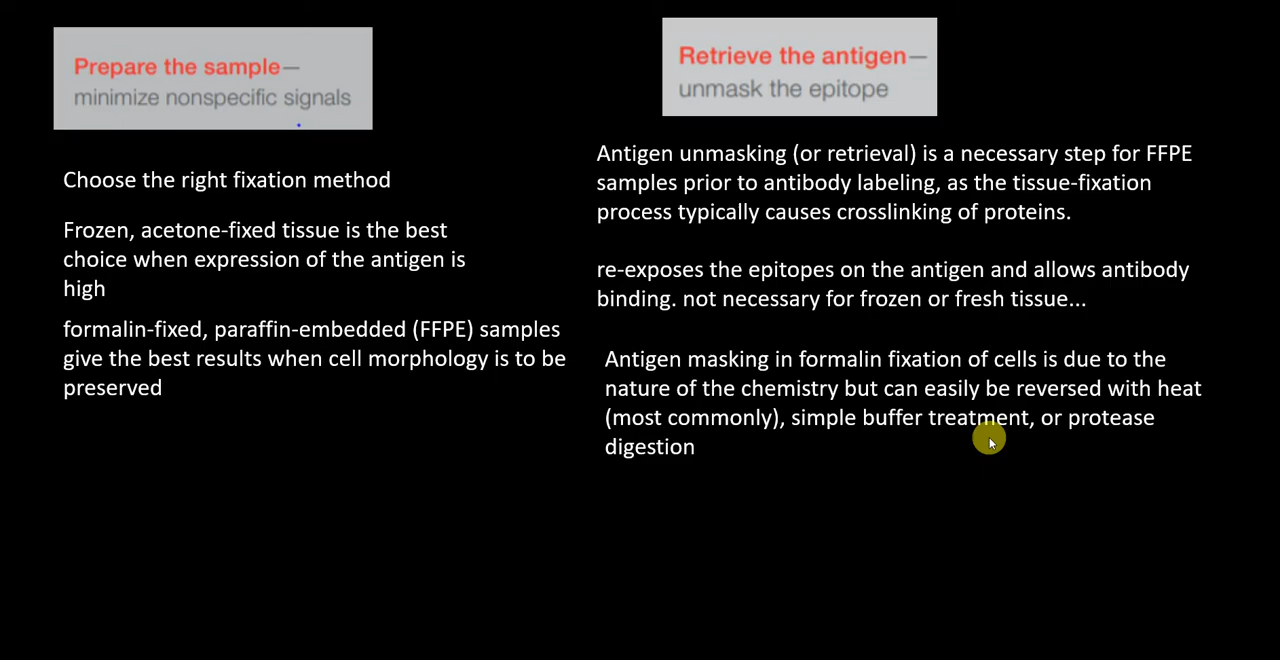 Prepare the sample—
minimize nonspecific signals
Choose the right fixation method
Frozen, acetone-fixed tissue is the best
choice when expression of the antigen is
high
formalin-fixed, paraffin-embedded (FFPE) samples
give the best results when cell morphology is to be
preserved
Retrieve the antigen—
unmask the epitope
Antigen unmasking (or retrieval) is a necessary step for FFPE
samples prior to antibody labeling, as the tissue-fixation
process typically causes crosslinking of proteins.
re-exposes the epitopes on the antigen and allows antibody
binding. not necessary for frozen or fresh tissue...
Antigen masking in formalin fixation of cells is due to the
nature of the chemistry but can easily be reversed with heat
(most commonly), simple buffer treatment, or protease
digestion